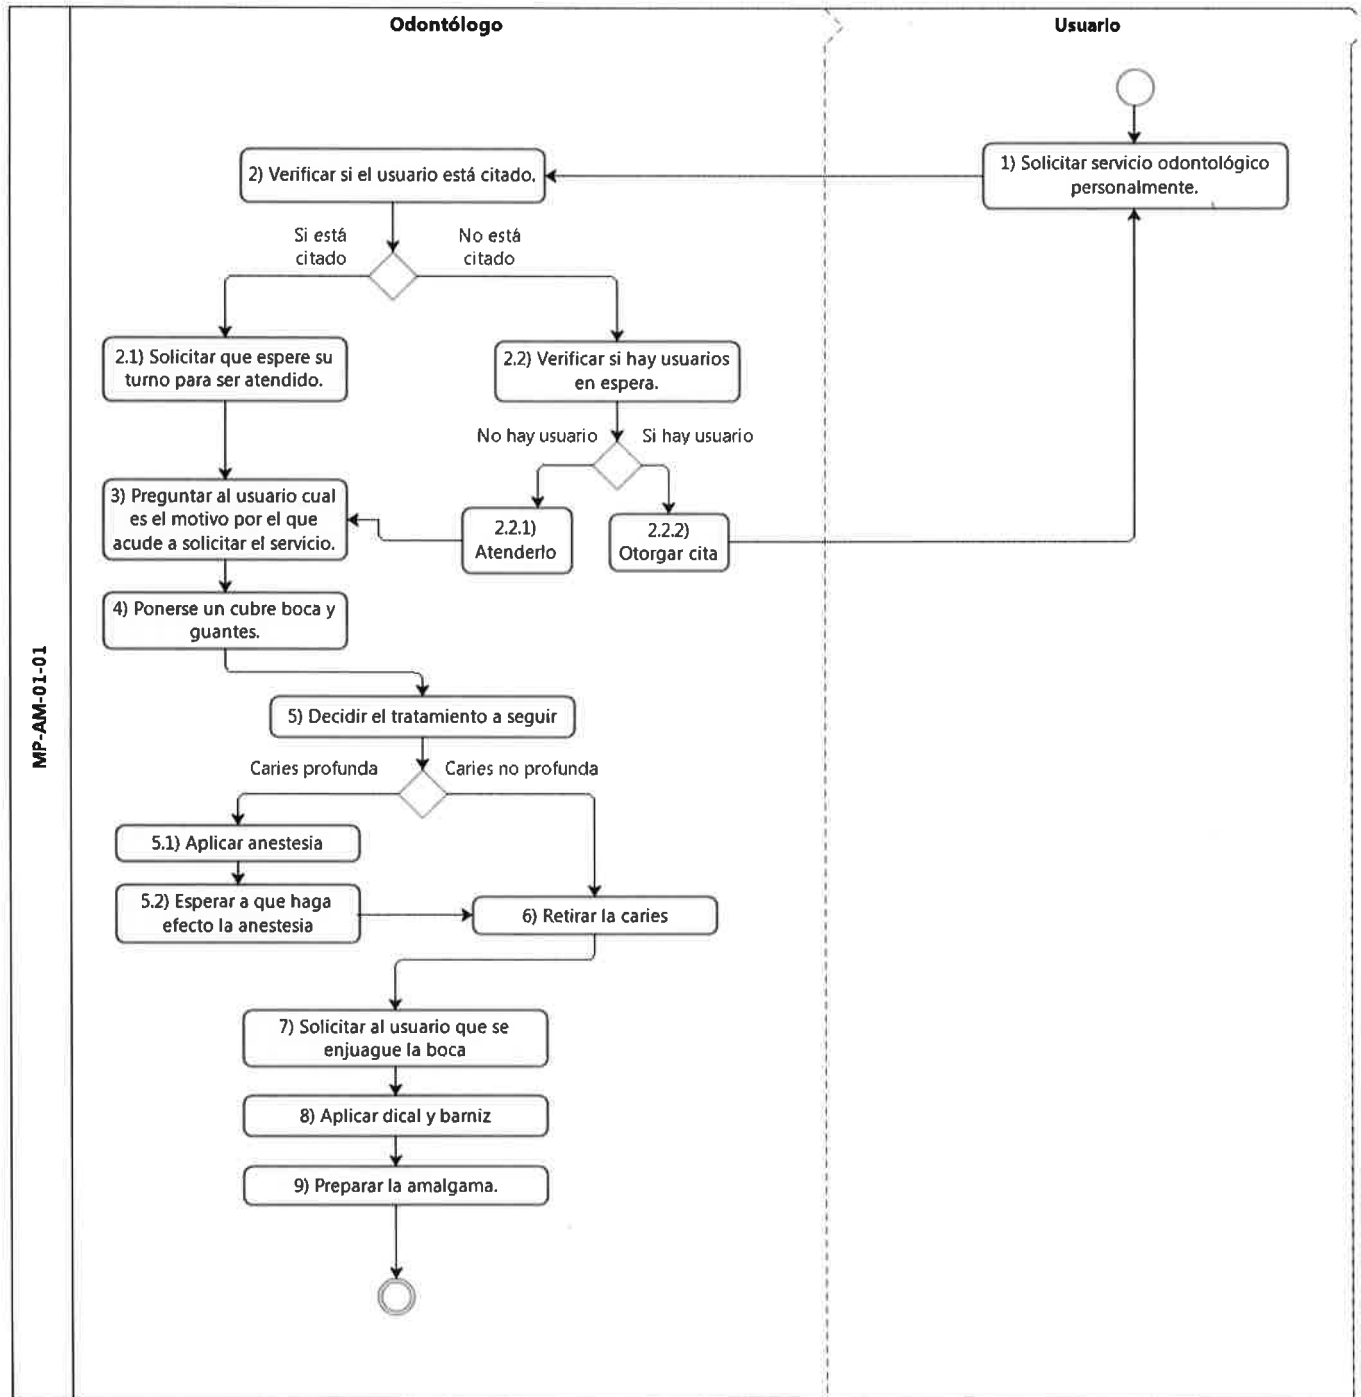 Odontólogo
Usuario
1) Solicitar servicio odontológico
personalmente.
2) Verificar si el usuario está citado.
Si está
citado
No está
citado
2.1) Solicitar que espere su
turno para ser atendido.
2.2) Verificar si hay usuarios
en espera.
No hay usuario
Si hay usuario
3) Preguntar al usuario cual
es el motivo por el que
acude a solicitar el servicio.
2.2.1)
Atenderlo
2.2.2)
Otorgar cita
4) Ponerse un cubre boca y
guantes.
MP-AM-01-01
5) Decidir el tratamiento a seguir
Caries profunda
Caries no profunda
5.1) Aplicar anestesia
5.2) Esperar a que haga
efecto la anestesia
6) Retirar la caries
7) Solicitar al usuario que se
enjuague la boca
8) Aplicar dical y barniz
9) Preparar la amalgama.